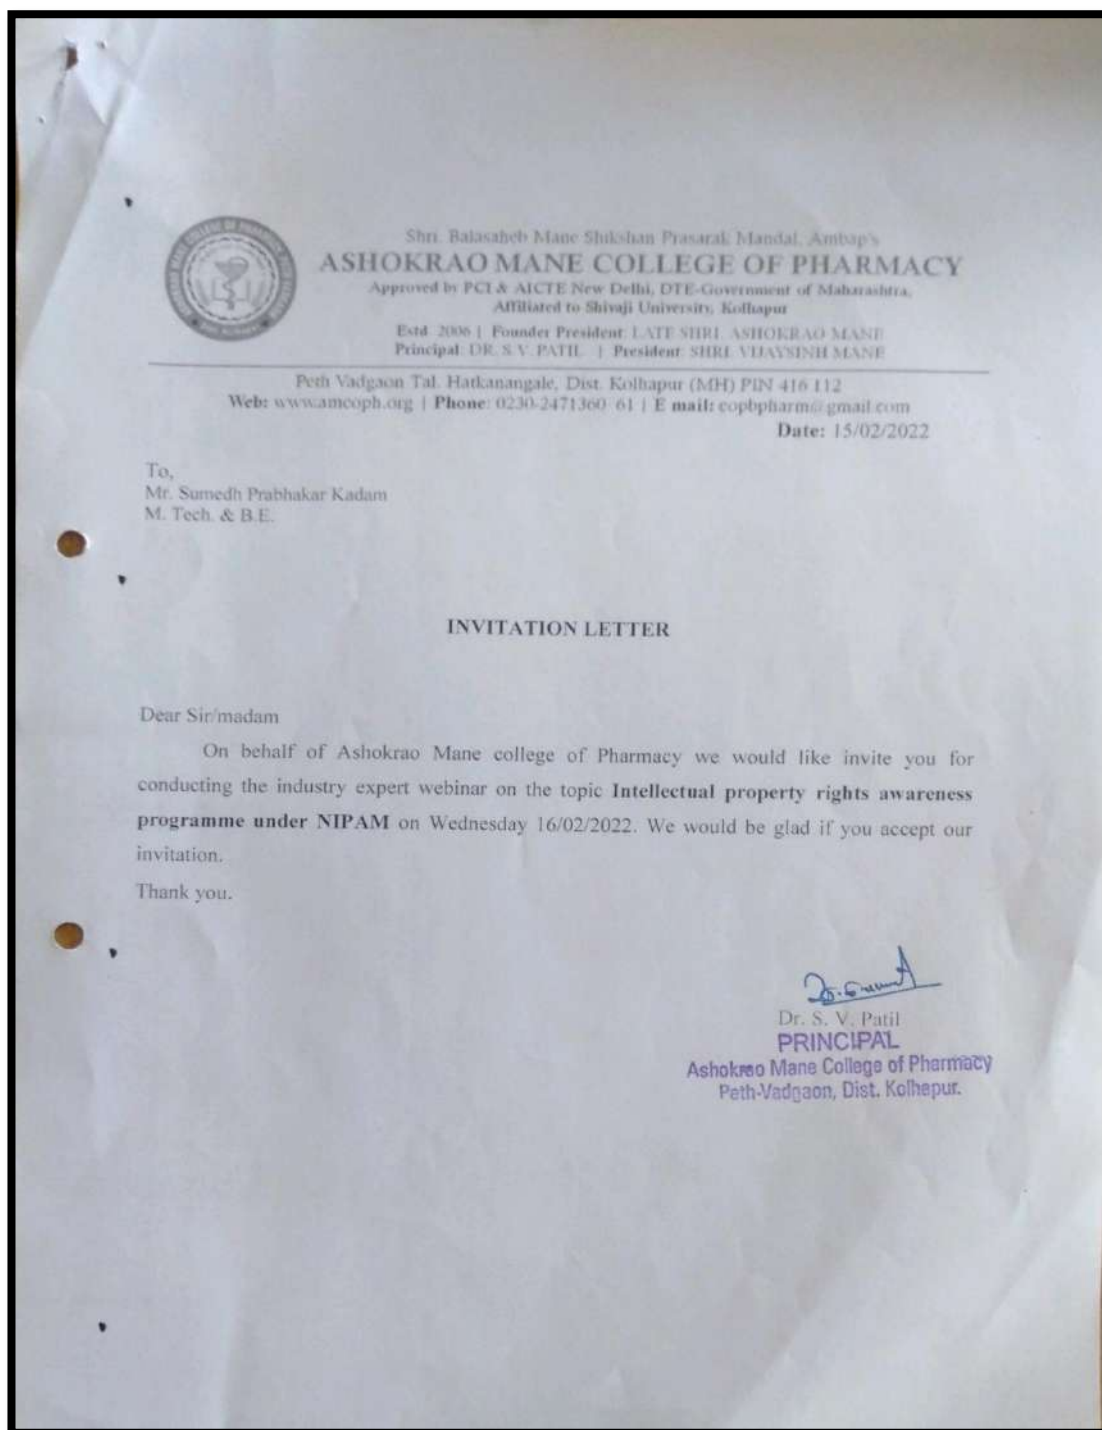 Shri. Balasaheb Mane Shikshan Prasarak Mandal, Ambap's
ASHOKRAO MANE COLLEGE OF PHARMACY
Approved by PCI & AICTE New Delhi, DTE-Government of Maharashtra,
Affiliated to Shivaji University, Kolhapur
Estd. 2006 | Founder President: LATE SHRI. ASHOKRAO MANE
Principal: DR. S.V. PATIL | President: SHRI. VIJAYSINH MANE
Peth Vadgaon Tal. Hatkanangale, Dist. Kolhapur (MH) PIN 416 112
Web: www.amcoph.org | Phone: 0230-2471360, 61 | E mail: copbpharm@gmail.com
Date: 15/02/2022
To,
Mr. Sumedh Prabhakar Kadam
M. Tech. & B.E.
INVITATION LETTER
Dear Sir/madam
On behalf of Ashokrao Mane college of Pharmacy we would like invite you for
conducting the industry expert webinar on the topic Intellectual property rights awareness
programme under NIPAM on Wednesday 16/02/2022. We would be glad if you accept our
invitation.
Thank you.
Dr. S. V. Patil
PRINCIPAL
Ashokrao Mane College of Pharmacy
Peth-Vadgaon, Dist. Kolhapur.